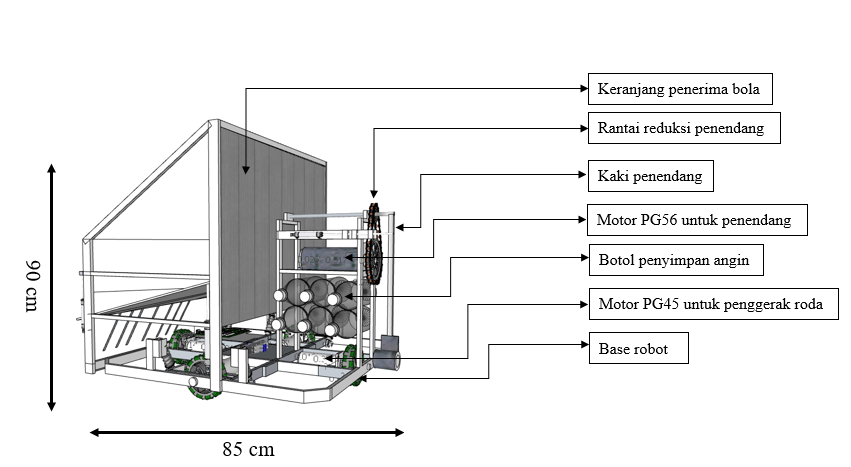 Keranjang penerima bola
Rantai reduksi penendang
Kaki penendang
Motor PG56 untuk penendang
Botol penyimpan angin
Motor PG45 untuk penggerak roda
Base robot
90 cm
85 cm